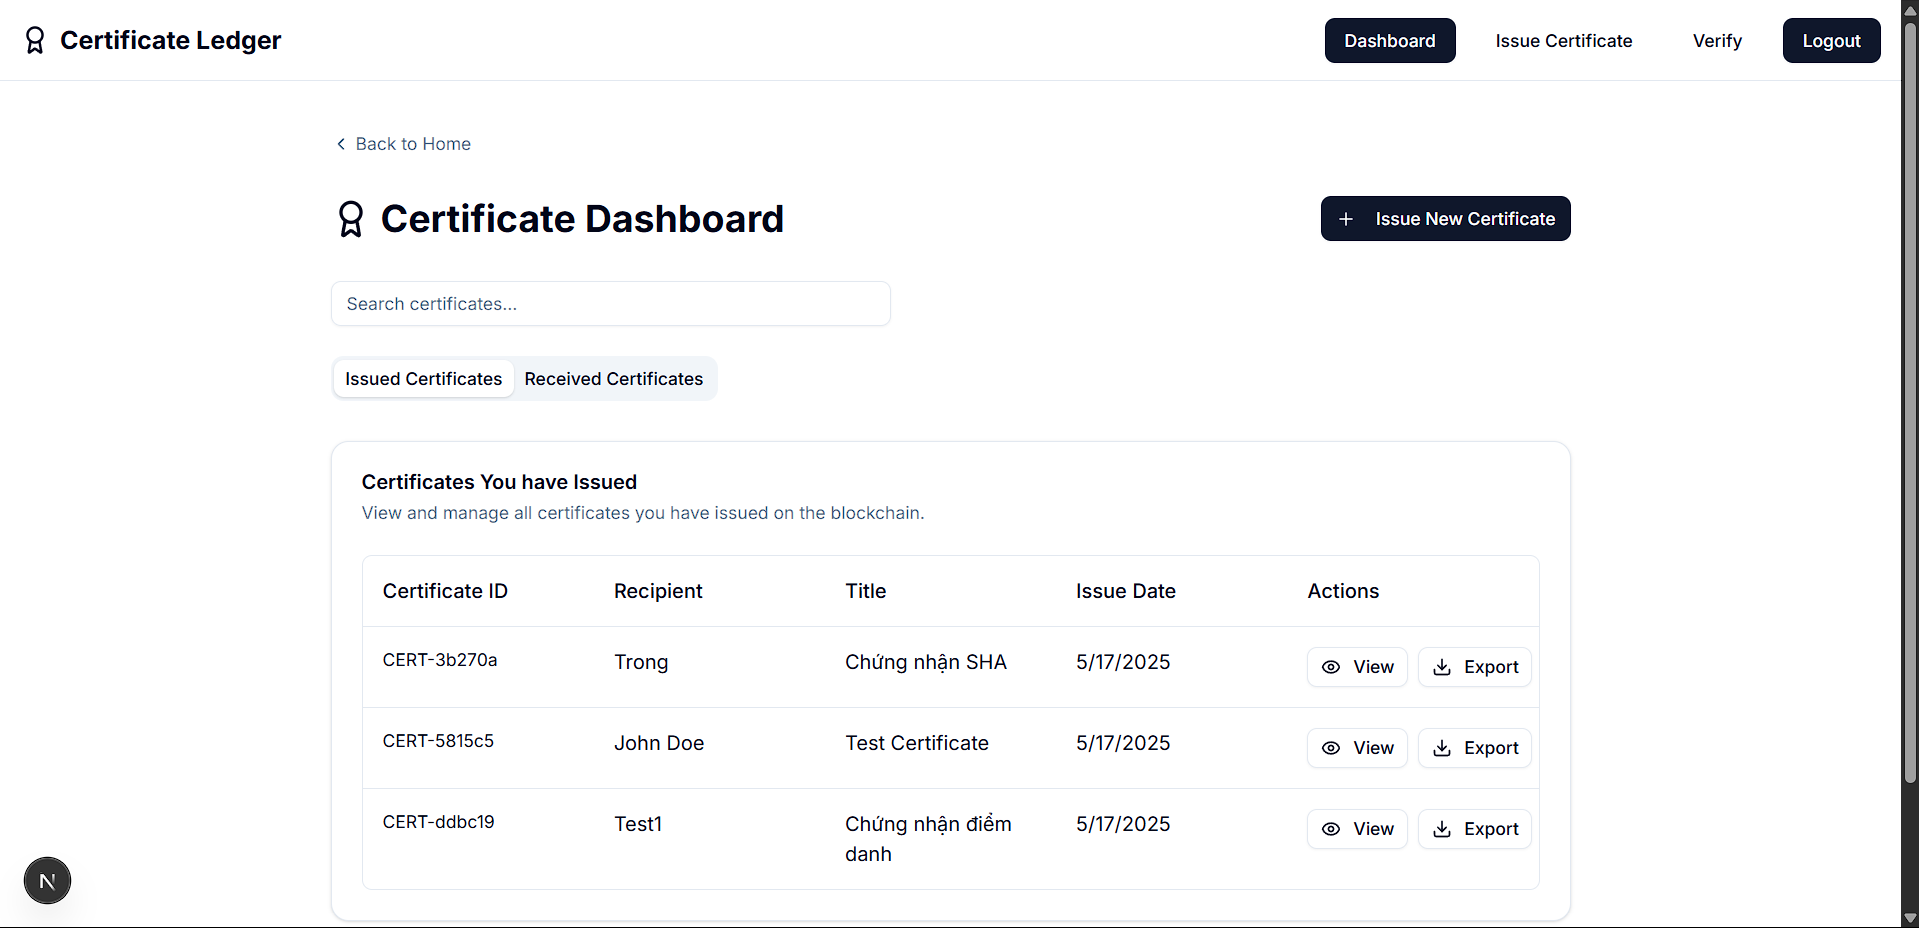 Certificate Ledger
Dashboard
Issue Certificate
Verify
Logout
Back to Home
Certificate Dashboard
Issue New Certificate
Search certificates...
Issued Certificates
Received Certificates
Certificates You have Issued
View and manage all certificates you have issued on the blockchain.
Certificate ID Recipient Title Issue Date Actions
CERT-3b270a Trong Chứng nhận SHA 5/17/2025 View Export
CERT-5815c5 John Doe Test Certificate 5/17/2025 View Export
CERT-ddbc19 Test1 Chứng nhận điểm 5/17/2025 View Export
danh
N